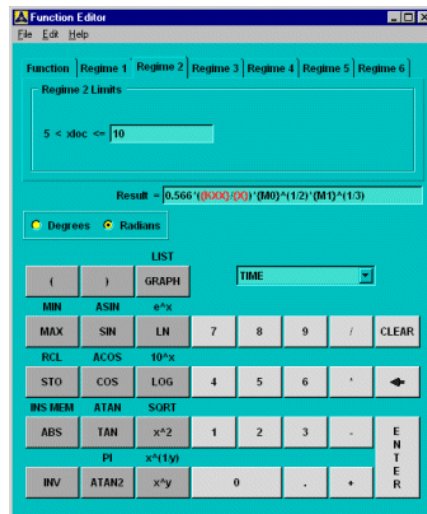 Function Editor
File Edit Help
Function Regime 1 Regime 2 Regime 3 Regime 4 Regime 5 Regime 6
Regime 2 Limits
5 < xloc <= 10
Result = 0.566*({KXX}/{X})*{M0}^(1/2)*{M1}^(1/3)
Degrees Radians
LIST
( ) GRAPH TIME
MIN ASIN e^x
MAX SIN LN 7 8 9 / CLEAR
RCL ACOS 10^x
STO COS LOG 4 5 6 *
INS MEM ATAN SQRT
ABS TAN x^2 1 2 3 - ENTER
PI x^(1/y)
INV ATAN2 x^y 0 . +